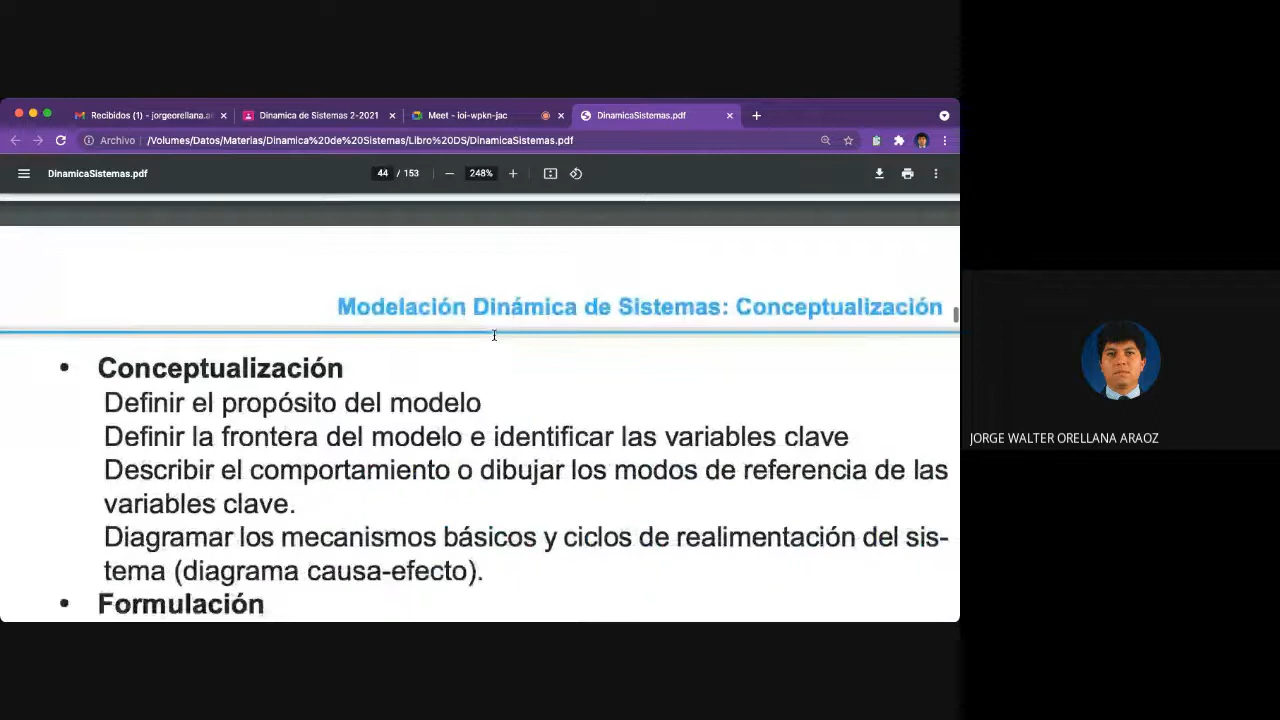 Recibidos (1) - jorgeorellana.a
Dinamica de Sistemas 2-2021
Meet - ioi-wpkn-jac
DinamicaSistemas.pdf
Archivo
/Volumes/Datos/Materias/Dinamica%20de%20Sistemas/Libro%20DS/DinamicaSistemas.pdf
DinamicaSistemas.pdf
44 / 153
248%
Modelación Dinámica de Sistemas: Conceptualización
• Conceptualización
Definir el propósito del modelo
Definir la frontera del modelo e identificar las variables clave
Describir el comportamiento o dibujar los modos de referencia de las
variables clave.
Diagramar los mecanismos básicos y ciclos de realimentación del sis-
tema (diagrama causa-efecto).
• Formulación
JORGE WALTER ORELLANA ARAOZ